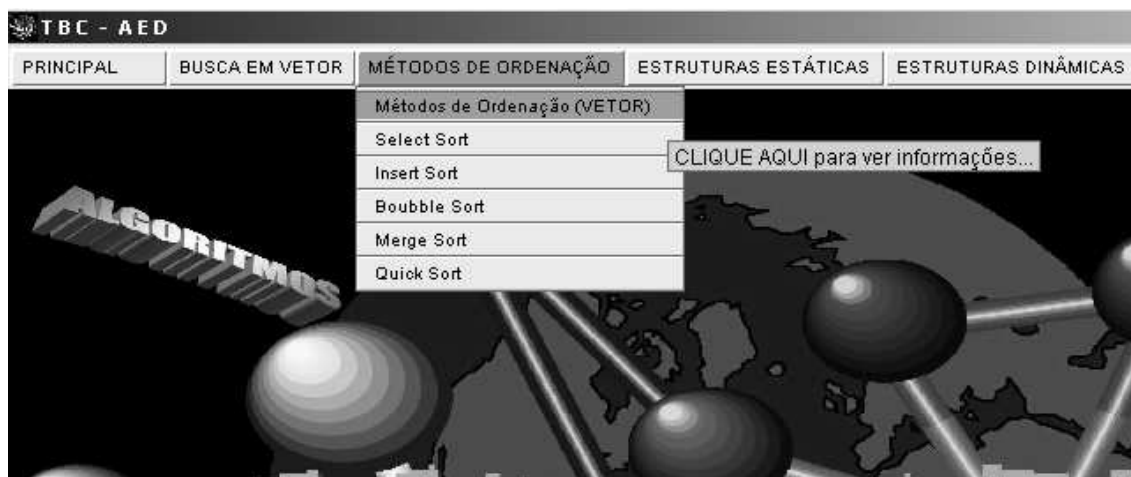 TBC - AED
PRINCIPAL BUSCA EM VETOR MÉTODOS DE ORDENAÇÃO ESTRUTURAS ESTÁTICAS ESTRUTURAS DINÂMICAS
Métodos de Ordenação (VETOR)
Select Sort
CLIQUE AQUI para ver informações...
Insert Sort
Boubble Sort
Merge Sort
Quick Sort
ALGORITMOS